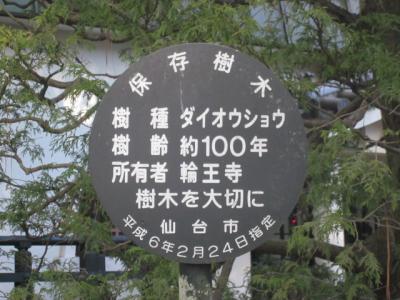 保存樹木
樹種 ダイオウショウ
樹齢 約100年
所有者 輪王寺
樹木を大切に
仙台市
平成6年2月24日指定